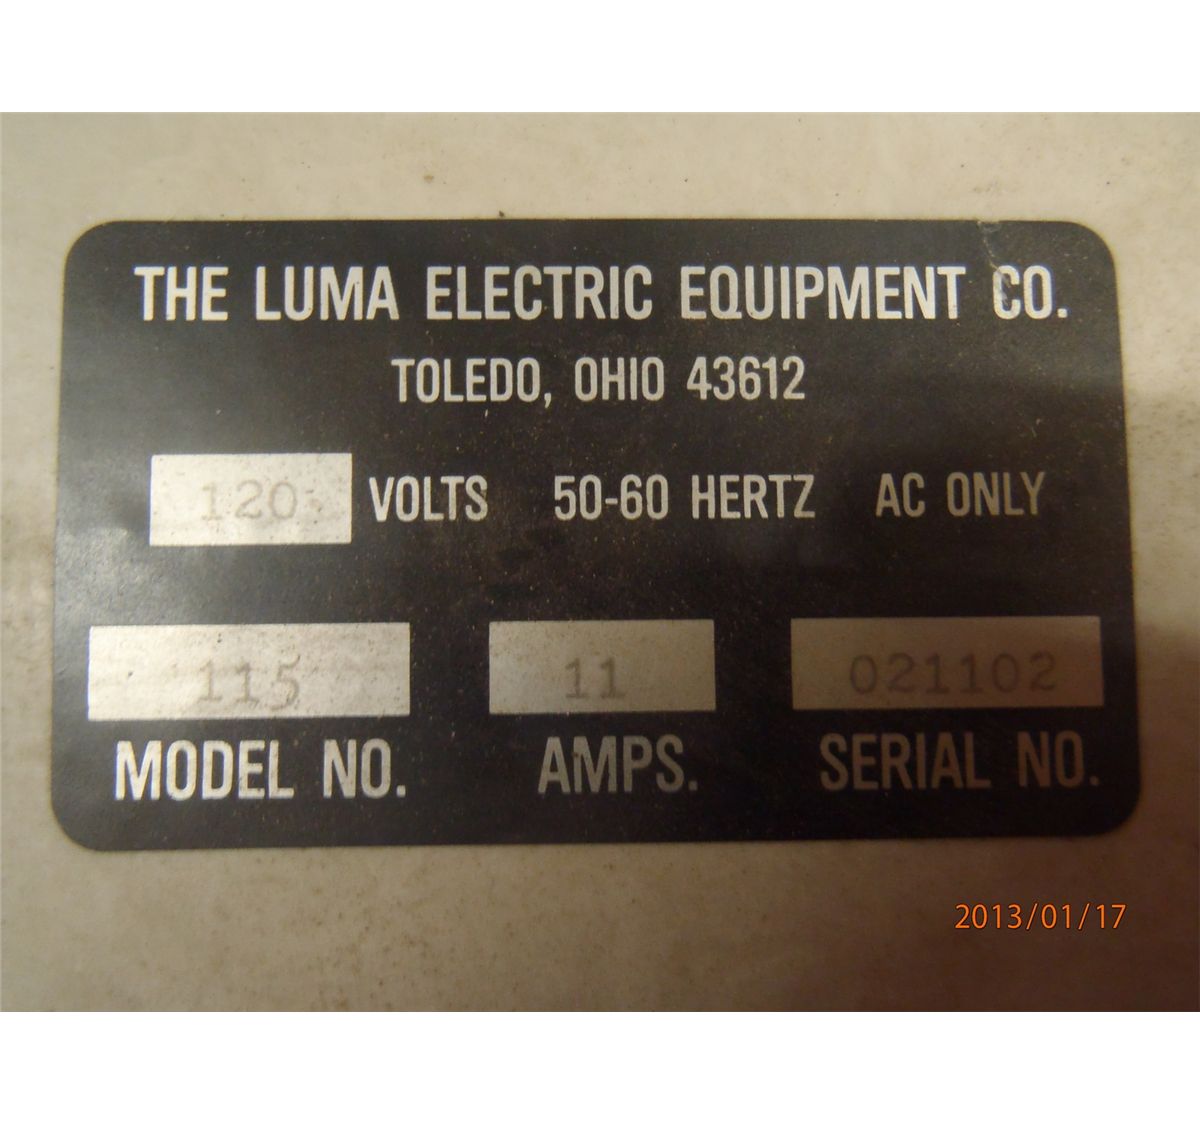 THE LUMA ELECTRIC EQUIPMENT CO.
TOLEDO, OHIO 43612
120 VOLTS 50-60 HERTZ AC ONLY
115 11 021102
MODEL NO. AMPS. SERIAL NO.
2013/01/17